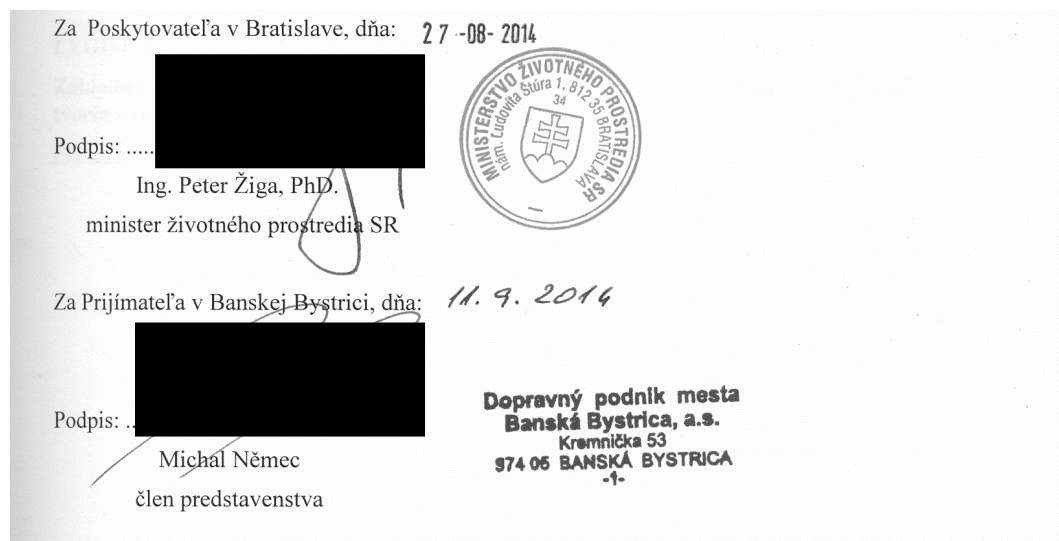 Za Poskytovateľa v Bratislave, dňa: 27-08-2014
MINISTERSTVO ŽIVOTNÉHO PROSTREDIA SR
nám. Ľudovíta Štúra 1, 812 35 BRATISLAVA
34
Podpis: .....
Ing. Peter Žiga, PhD.
minister životného prostredia SR
Za Prijímateľa v Banskej Bystrici, dňa: 11. 9. 2014
Dopravný podnik mesta
Banská Bystrica, a.s.
Kremnička 53
974 05 BANSKÁ BYSTRICA
-1-
Podpis: ..
Michal Němec
člen predstavenstva